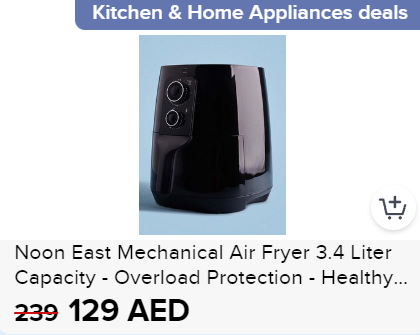 Kitchen & Home Appliances deals
Noon East Mechanical Air Fryer 3.4 Liter
Capacity - Overload Protection - Healthy...
239 129 AED